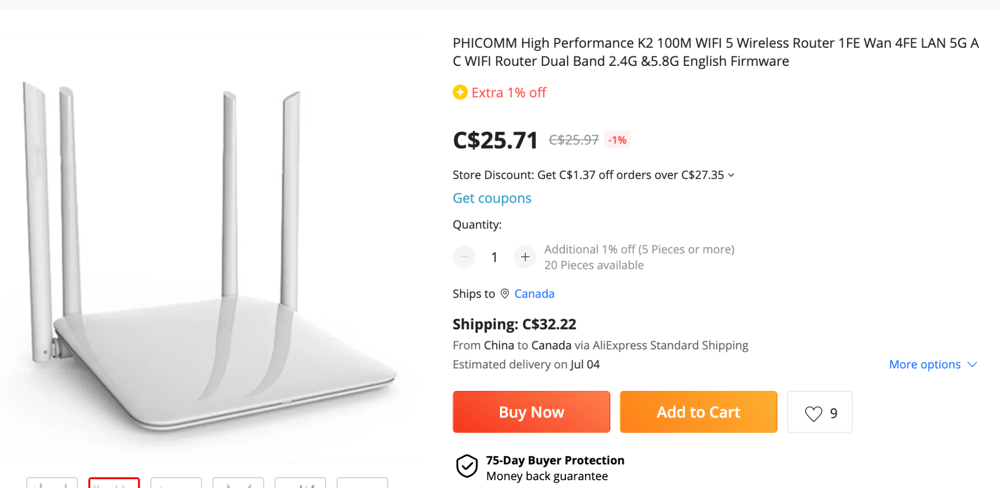 PHICOMM High Performance K2 100M WIFI 5 Wireless Router 1FE Wan 4FE LAN 5G A
C WIFI Router Dual Band 2.4G &5.8G English Firmware
Extra 1% off
C$25.71 C$25.97 -1%
Store Discount: Get C$1.37 off orders over C$27.35
Get coupons
Quantity:
1
Additional 1% off (5 Pieces or more)
20 Pieces available
Ships to Canada
Shipping: C$32.22
From China to Canada via AliExpress Standard Shipping
Estimated delivery on Jul 04
More options
Buy Now
Add to Cart
9
75-Day Buyer Protection
Money back guarantee